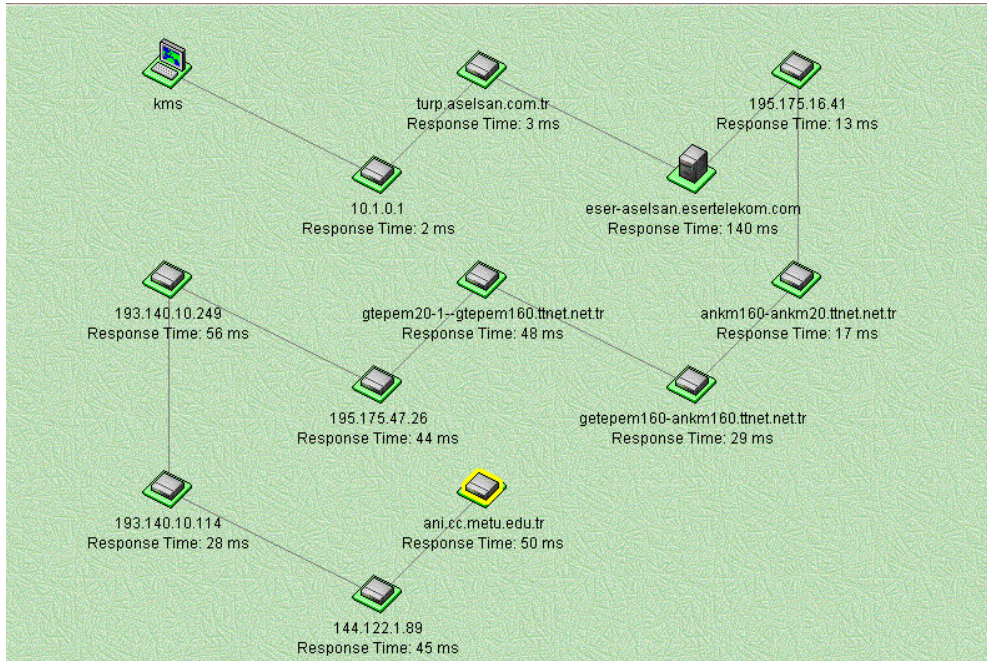 kms
turp.aselsan.com.tr
Response Time: 3 ms
195.175.16.41
Response Time: 13 ms
10.1.0.1
Response Time: 2 ms
eser-aselsan.esertelekom.com
Response Time: 140 ms
193.140.10.249
Response Time: 56 ms
gtepem20-1--gtepem160.ttnet.net.tr
Response Time: 48 ms
ankm160-ankm20.ttnet.net.tr
Response Time: 17 ms
195.175.47.26
Response Time: 44 ms
getepem160-ankm160.ttnet.net.tr
Response Time: 29 ms
193.140.10.114
Response Time: 28 ms
ani.cc.metu.edu.tr
Response Time: 50 ms
144.122.1.89
Response Time: 45 ms